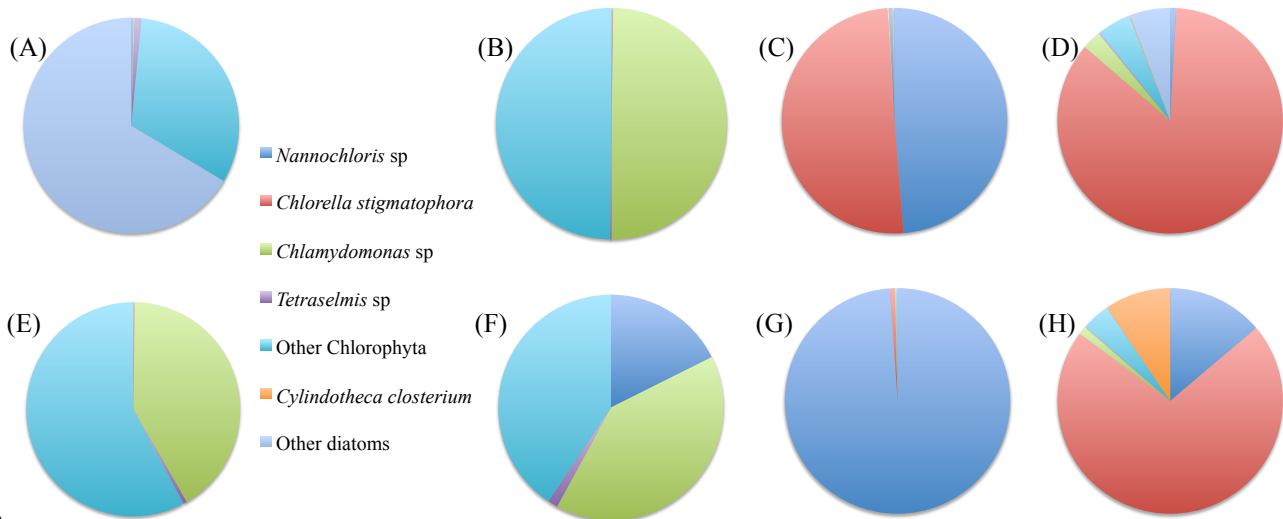 (A)
(B)
(C)
(D)
Nannochloris sp
Chlorella stigmatophora
Chlamydomonas sp
Tetraselmis sp
Other Chlorophyta
Cylindotheca closterium
Other diatoms
(E)
(F)
(G)
(H)